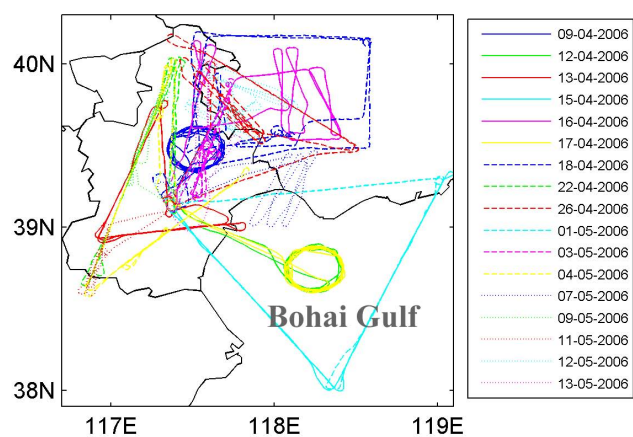 40N
39N
38N
117E
118E
119E
Bohai Gulf
09-04-2006
12-04-2006
13-04-2006
15-04-2006
16-04-2006
17-04-2006
18-04-2006
22-04-2006
26-04-2006
01-05-2006
03-05-2006
04-05-2006
07-05-2006
09-05-2006
11-05-2006
12-05-2006
13-05-2006